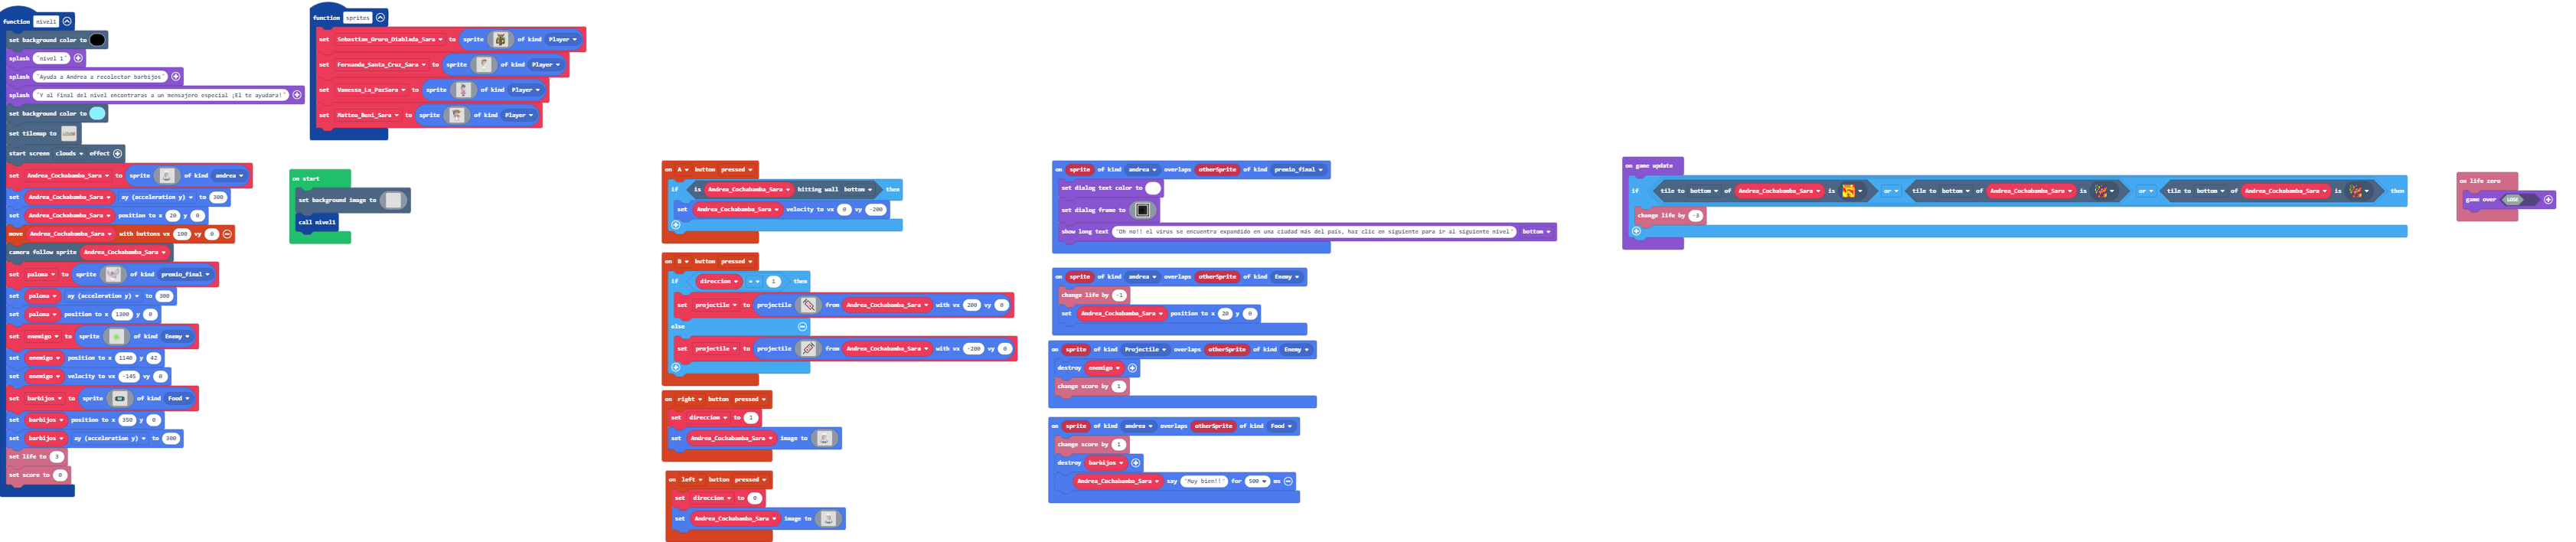 function nivel1
set background color to
splash "nivel 1"
splash "Ayuda a Andrea a recolectar barbijos"
splash "Y al final del nivel encontraras a un mensajero especial ¡El te ayudara!"
set background color to
set tilemap to
start screen clouds effect
set Andrea_Cochabamba_Sara to sprite of kind andrea
set Andrea_Cochabamba_Sara ay (acceleration y) to 300
set Andrea_Cochabamba_Sara position to x 20 y 0
move Andrea_Cochabamba_Sara with buttons vx 100 vy 0
camera follow sprite Andrea_Cochabamba_Sara
set paloma to sprite of kind premio_final
set paloma ay (acceleration y) to 300
set paloma position to x 1300 y 0
set enemigo to sprite of kind Enemy
set enemigo position to x 1140 y 42
set enemigo velocity to vx -145 vy 0
set barbijos to sprite of kind Food
set barbijos position to x 350 y 0
set barbijos ay (acceleration y) to 300
set life to 3
set score to 0
function sprites
set Sebastian_Oruro_Diablada_Sara to sprite of kind Player
set Fernanda_Santa_Cruz_Sara to sprite of kind Player
set Vanessa_La_PazSara to sprite of kind Player
set Matteo_Beni_Sara to sprite of kind Player
on start
set background image to
call nivel1
on A button pressed
if is Andrea_Cochabamba_Sara hitting wall bottom then
set Andrea_Cochabamba_Sara velocity to vx 0 vy -200
on B button pressed
if direccion = 1 then
set projectile to projectile from Andrea_Cochabamba_Sara with vx 200 vy 0
else
set projectile to projectile from Andrea_Cochabamba_Sara with vx -200 vy 0
on right button pressed
set direccion to 1
set Andrea_Cochabamba_Sara image to
on left button pressed
set direccion to 0
set Andrea_Cochabamba_Sara image to
on sprite of kind andrea overlaps otherSprite of kind premio_final
set dialog text color to
set dialog frame to
show long text "Oh no!! el virus se encuentra expandido en una ciudad más del país, haz clic en siguiente para ir al siguiente nivel" bottom
on sprite of kind andrea overlaps otherSprite of kind Enemy
change life by -1
set Andrea_Cochabamba_Sara position to x 20 y 0
on sprite of kind Projectile overlaps otherSprite of kind Enemy
destroy enemigo
change score by 1
on sprite of kind andrea overlaps otherSprite of kind Food
change score by 1
destroy barbijos
Andrea_Cochabamba_Sara say "Muy bien!!" for 500 ms
on game update
if tile to bottom of Andrea_Cochabamba_Sara is or tile to bottom of Andrea_Cochabamba_Sara is or tile to bottom of Andrea_Cochabamba_Sara is then
change life by -3
on life zero
game over LOSE